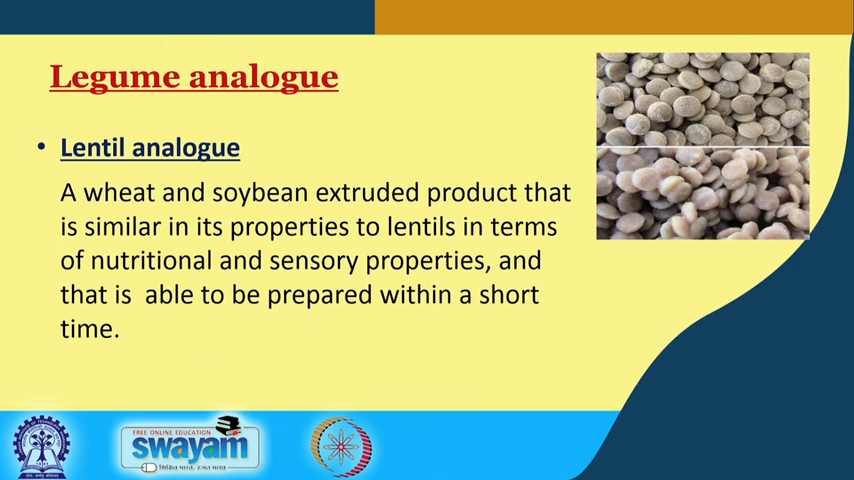 Legume analogue
• Lentil analogue
A wheat and soybean extruded product that
is similar in its properties to lentils in terms
of nutritional and sensory properties, and
that is  able to be prepared within a short
time.
FREE ONLINE EDUCATION
swayam